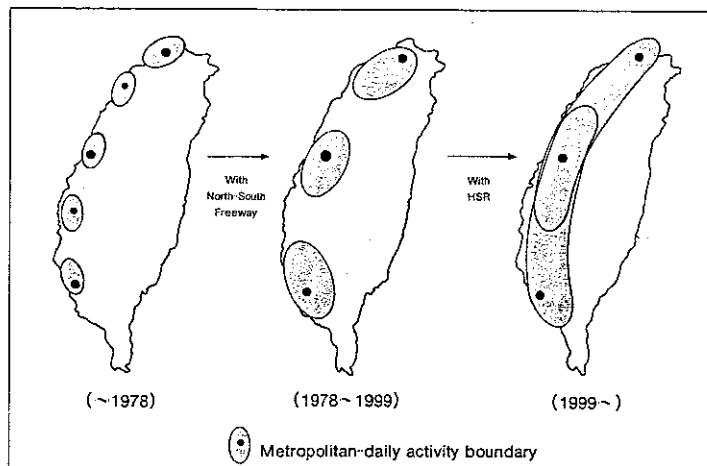 With
North-South
Freeway
With
HSR
(~1978)
(1978~1999)
(1999~)
Metropolitan-daily activity boundary